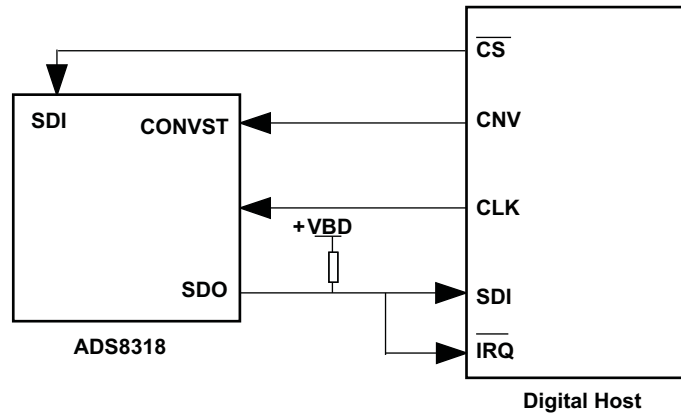 CS
SDI
CONVST
CNV
CLK
+VBD
SDO
SDI
IRQ
ADS8318
Digital Host